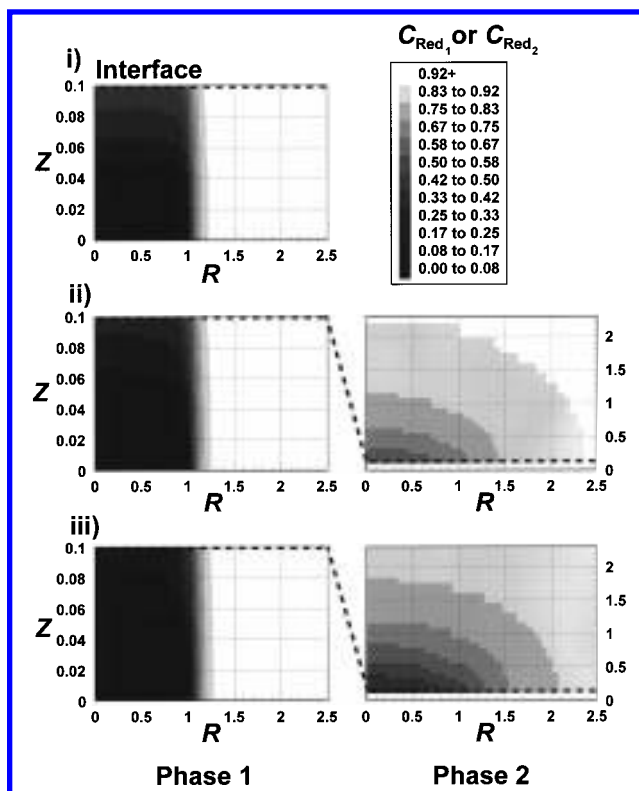 i)
Interface
C_Red₁ or C_Red₂
0.92+
0.83 to 0.92
0.75 to 0.83
0.67 to 0.75
0.58 to 0.67
0.50 to 0.58
0.42 to 0.50
0.33 to 0.42
0.25 to 0.33
0.17 to 0.25
0.08 to 0.17
0.00 to 0.08
0.1
0.08
0.06
Z
0.04
0.02
0
0 0.5 1 1.5 2 2.5
R
ii)
0.1
0.08
0.06
Z
0.04
0.02
0
0 0.5 1 1.5 2 2.5
R
2
1.5
1
0.5
0
0 0.5 1 1.5 2 2.5
R
iii)
0.1
0.08
0.06
Z
0.04
0.02
0
0 0.5 1 1.5 2 2.5
R
2
1.5
1
0.5
0
0 0.5 1 1.5 2 2.5
R
Phase 1 Phase 2